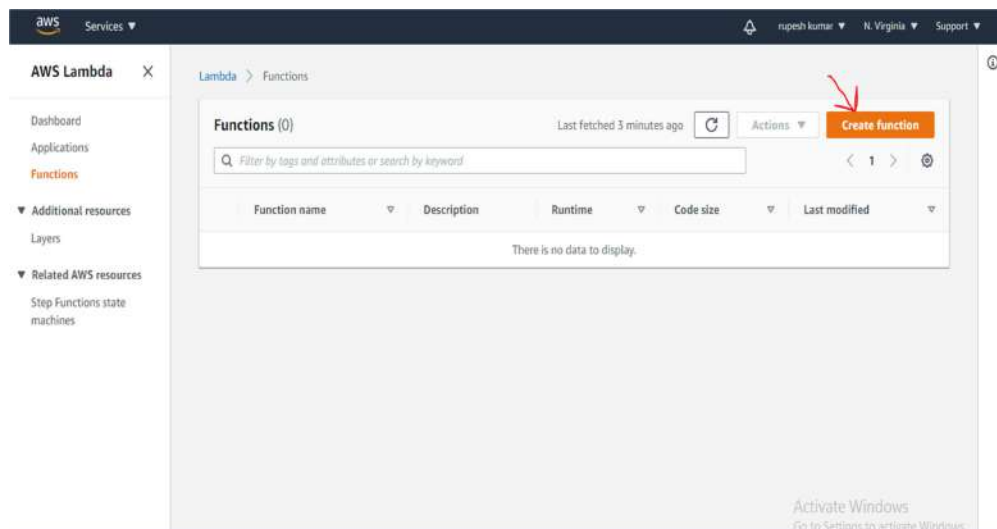 aws Services ▼ rupesh kumar ▼ N. Virginia ▼ Support ▼
AWS Lambda X
Dashboard
Applications
Functions
▼ Additional resources
Layers
▼ Related AWS resources
Step Functions state
machines
Lambda > Functions
Functions (0) Last fetched 3 minutes ago Actions ▼ Create function
Filter by tags and attributes or search by keyword < 1 >
Function name Description Runtime Code size Last modified
There is no data to display.
Activate Windows
Go to Settings to activate Windows.